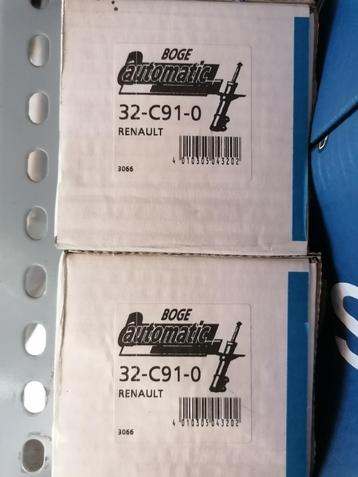 BOGE
automatic
32-C91-0
RENAULT
4 010305 043202
3066
BOGE
automatic
32-C91-0
RENAULT
4 010305 043202
3066
S